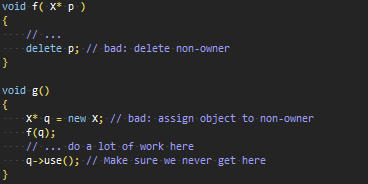 void f( X* p )
{
    // ...
    delete p; // bad: delete non-owner
}

void g()
{
    X* q = new X; // bad: assign object to non-owner
    f(q);
    // ... do a lot of work here
    q->use(); // Make sure we never get here
}